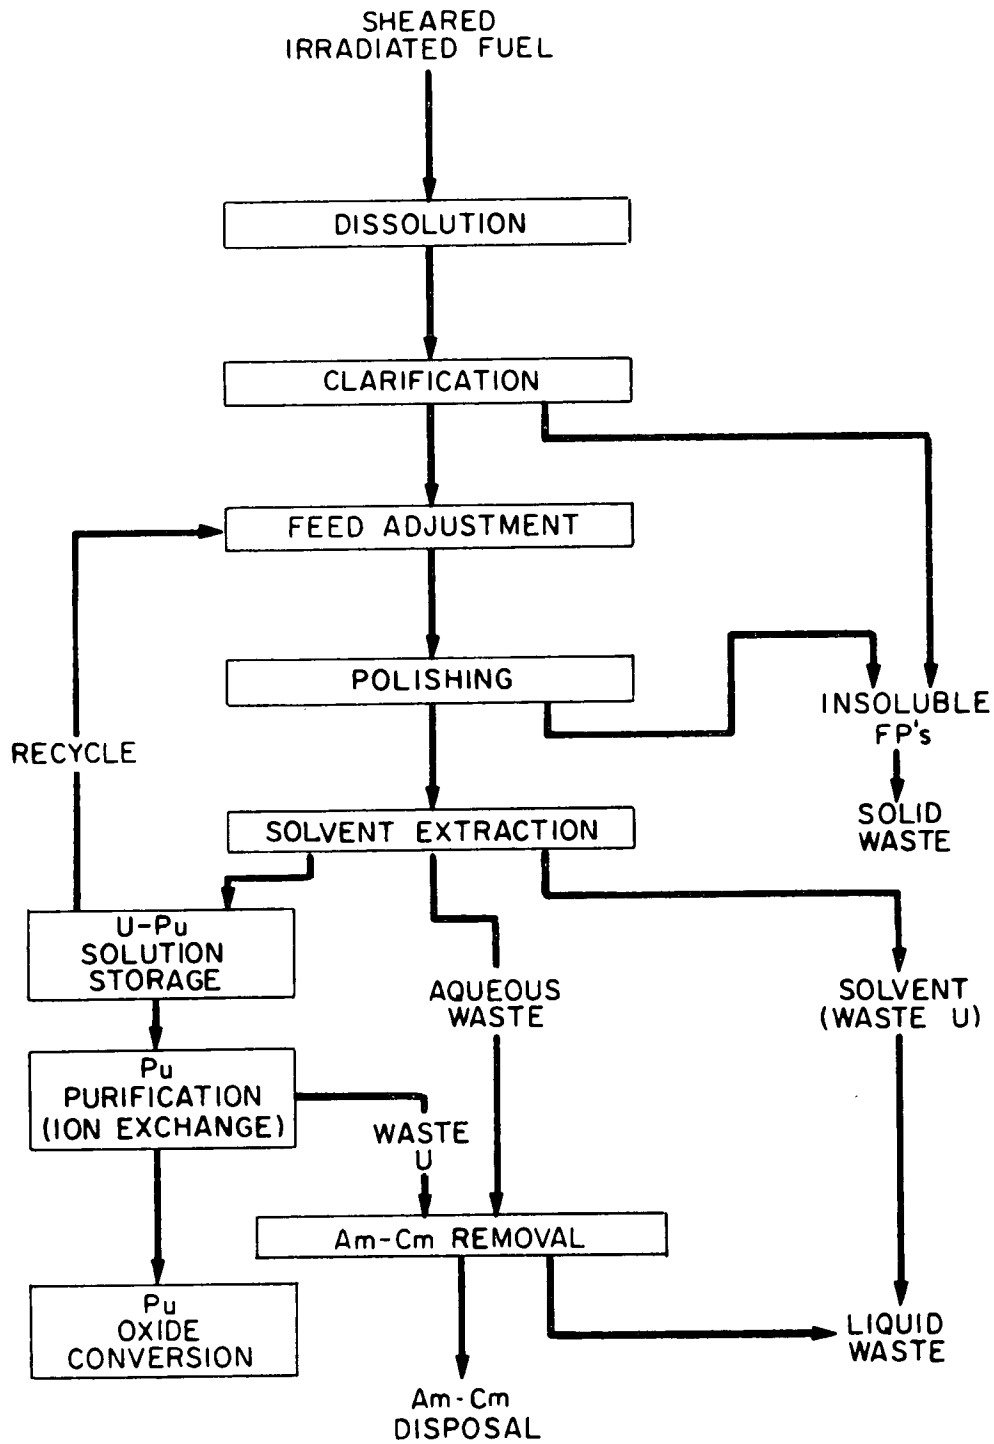 SHEARED
IRRADIATED FUEL
DISSOLUTION
CLARIFICATION
FEED ADJUSTMENT
POLISHING
INSOLUBLE
FP's
RECYCLE
SOLID
WASTE
SOLVENT EXTRACTION
U-Pu
SOLUTION
STORAGE
AQUEOUS
WASTE
SOLVENT
(WASTE U)
Pu
PURIFICATION
(ION EXCHANGE)
WASTE
U
Am-Cm REMOVAL
Pu
OXIDE
CONVERSION
LIQUID
WASTE
Am-Cm
DISPOSAL